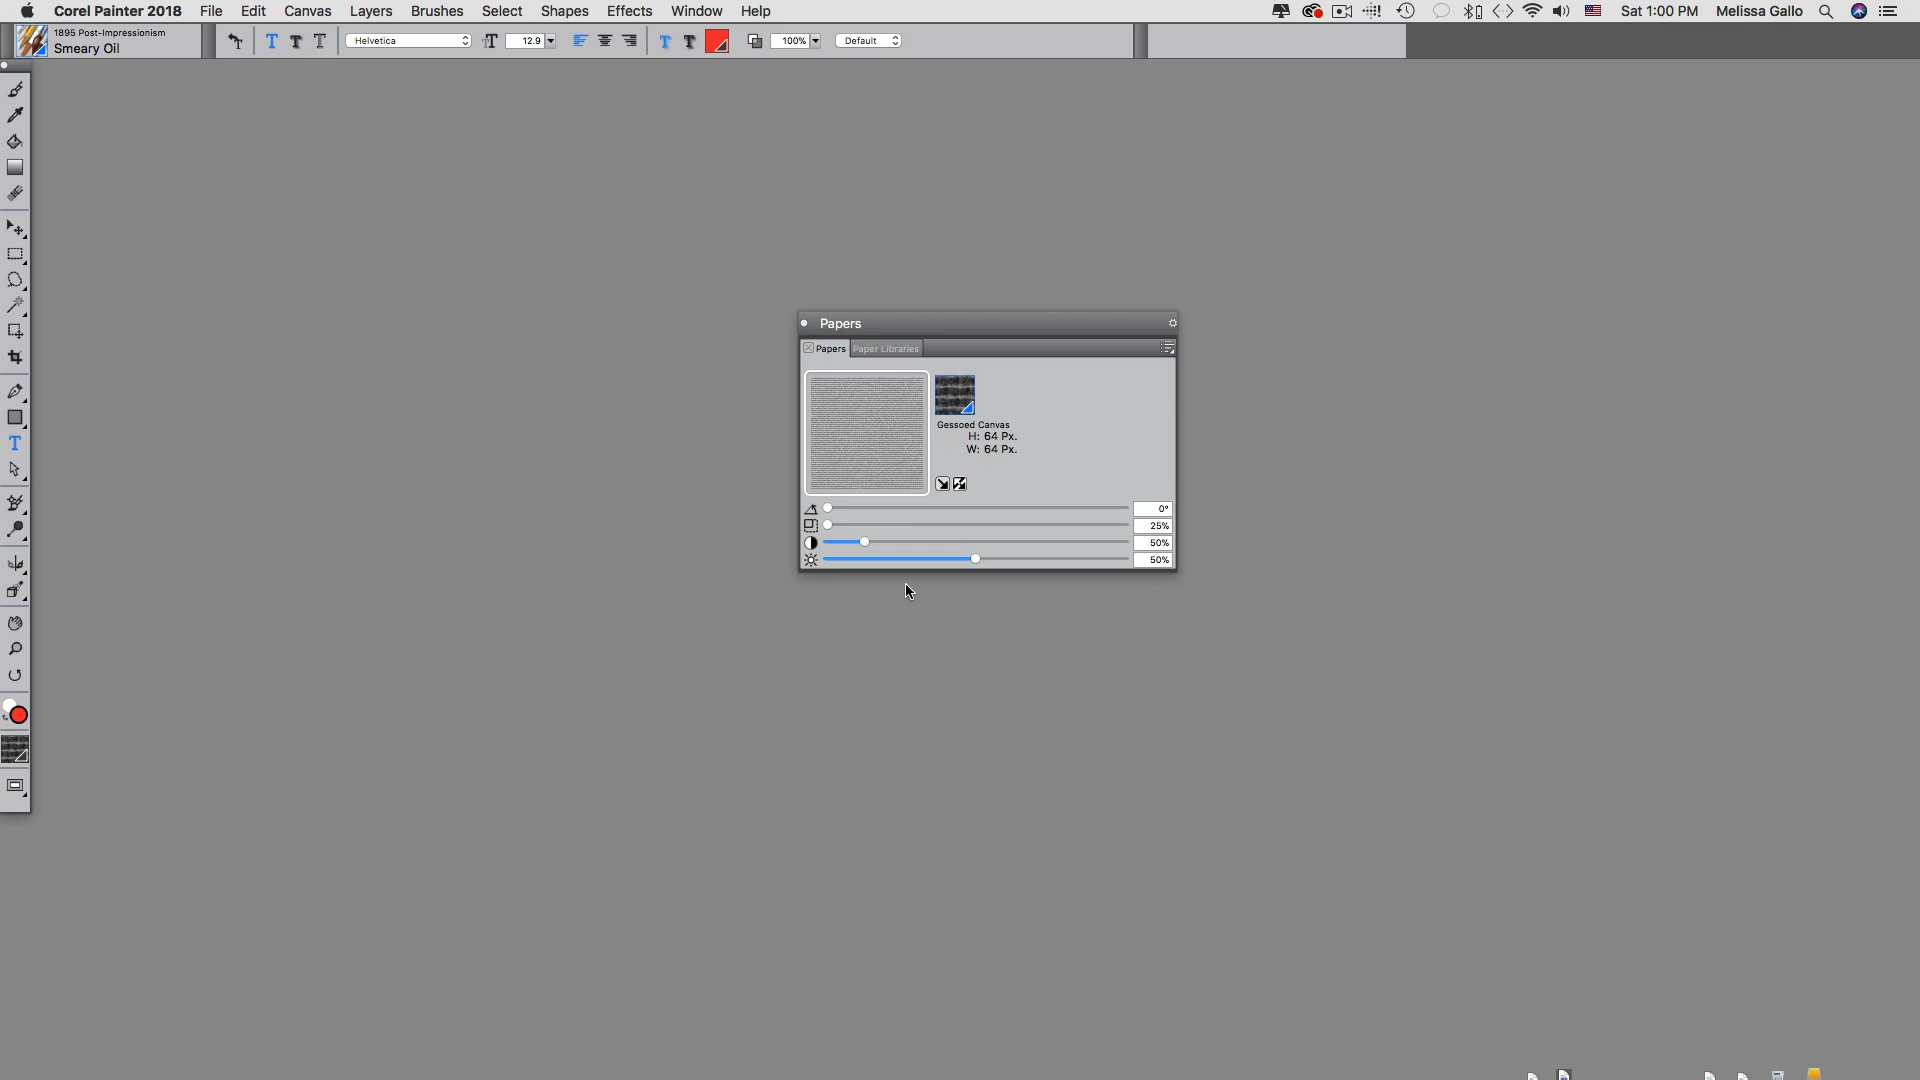 Corel Painter 2018 File Edit Canvas Layers Brushes Select Shapes Effects Window Help Sat 1:00 PM Melissa Gallo
1895 Post-Impressionism
Smeary Oil
Helvetica 12.9 100% Default
Papers
Papers Paper Libraries
Gessoed Canvas
H: 64 Px.
W: 64 Px.
0°
25%
50%
50%